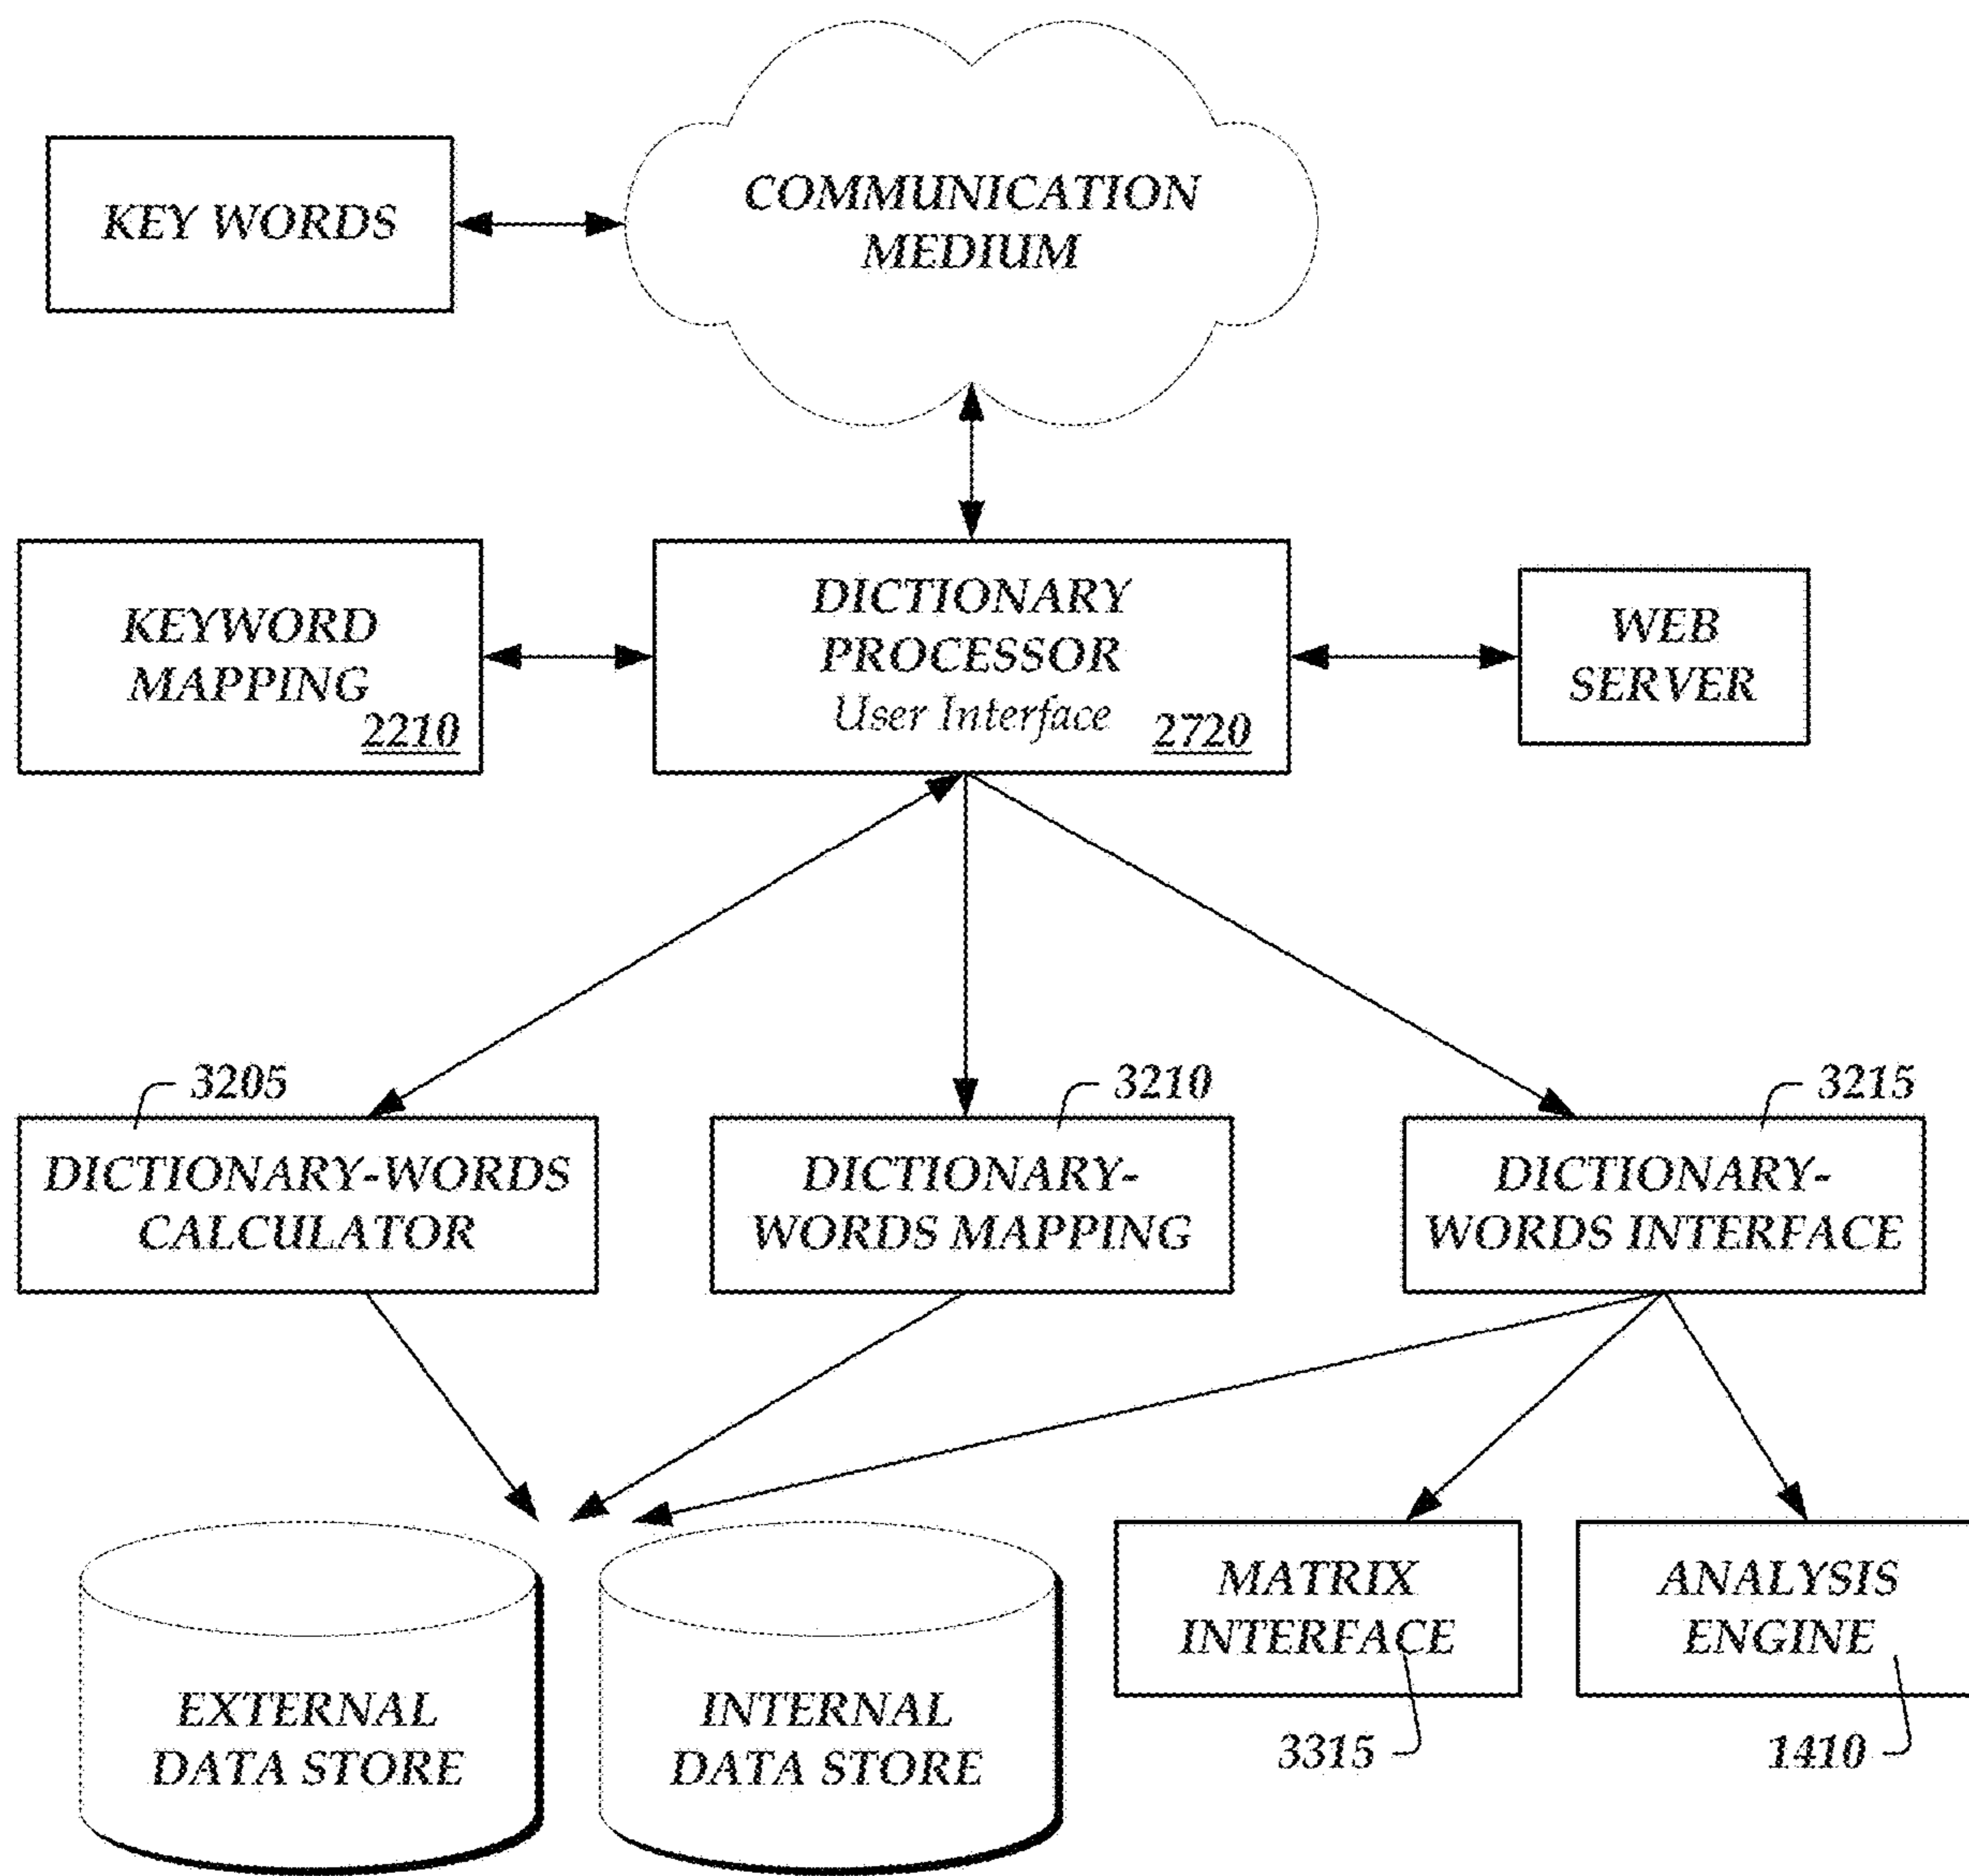 COMMUNICATION
MEDIUM
KEY WORDS
KEYWORD
MAPPING
2210
DICTIONARY
PROCESSOR
User Interface
2720
WEB
SERVER
3205
DICTIONARY-WORDS
CALCULATOR
3210
DICTIONARY-
WORDS MAPPING
3215
DICTIONARY-
WORDS INTERFACE
EXTERNAL
DATA STORE
INTERNAL
DATA STORE
MATRIX
INTERFACE
3315
ANALYSIS
ENGINE
1410